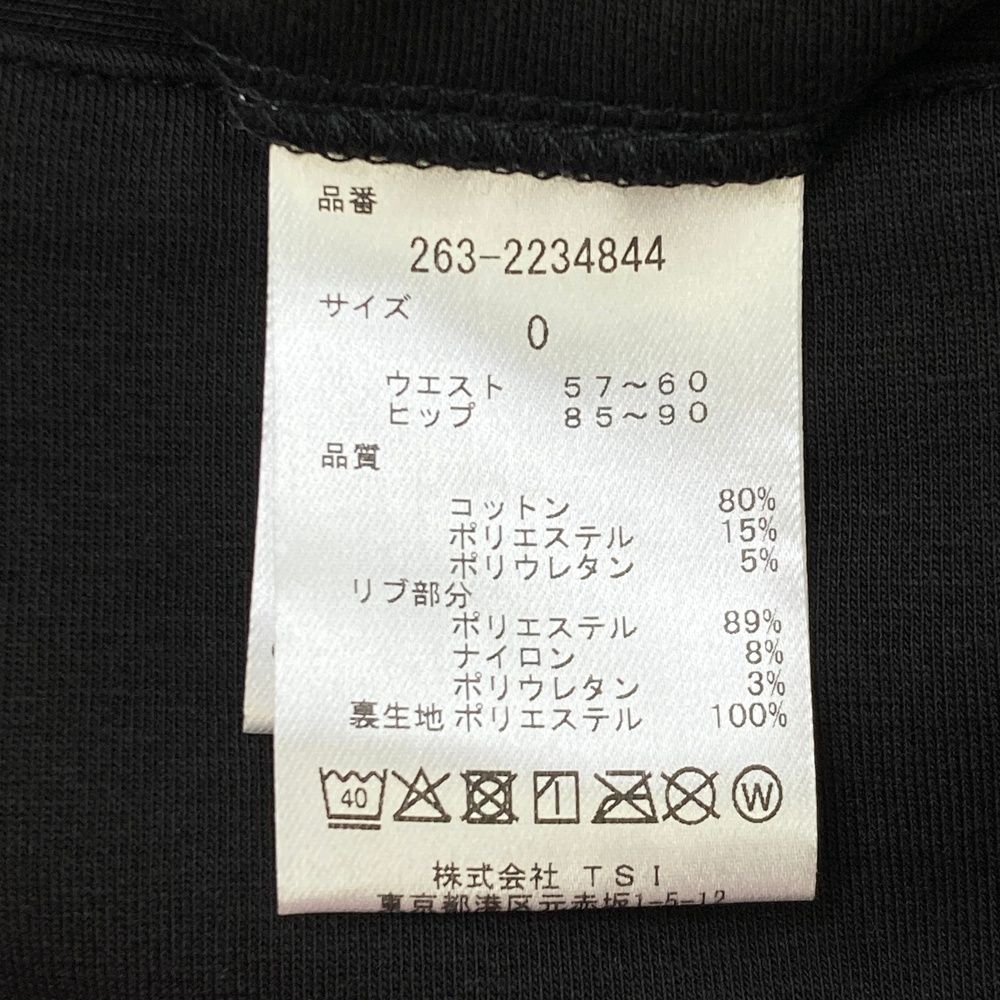 品番
263-2234844
サイズ
0
ウエスト 57～60
ヒップ 85～90
品質
コットン 80%
ポリエステル 15%
ポリウレタン 5%
リブ部分
ポリエステル 89%
ナイロン 8%
ポリウレタン 3%
裏生地 ポリエステル 100%
40 W
株式会社 TSI
東京都港区元赤坂1-5-12